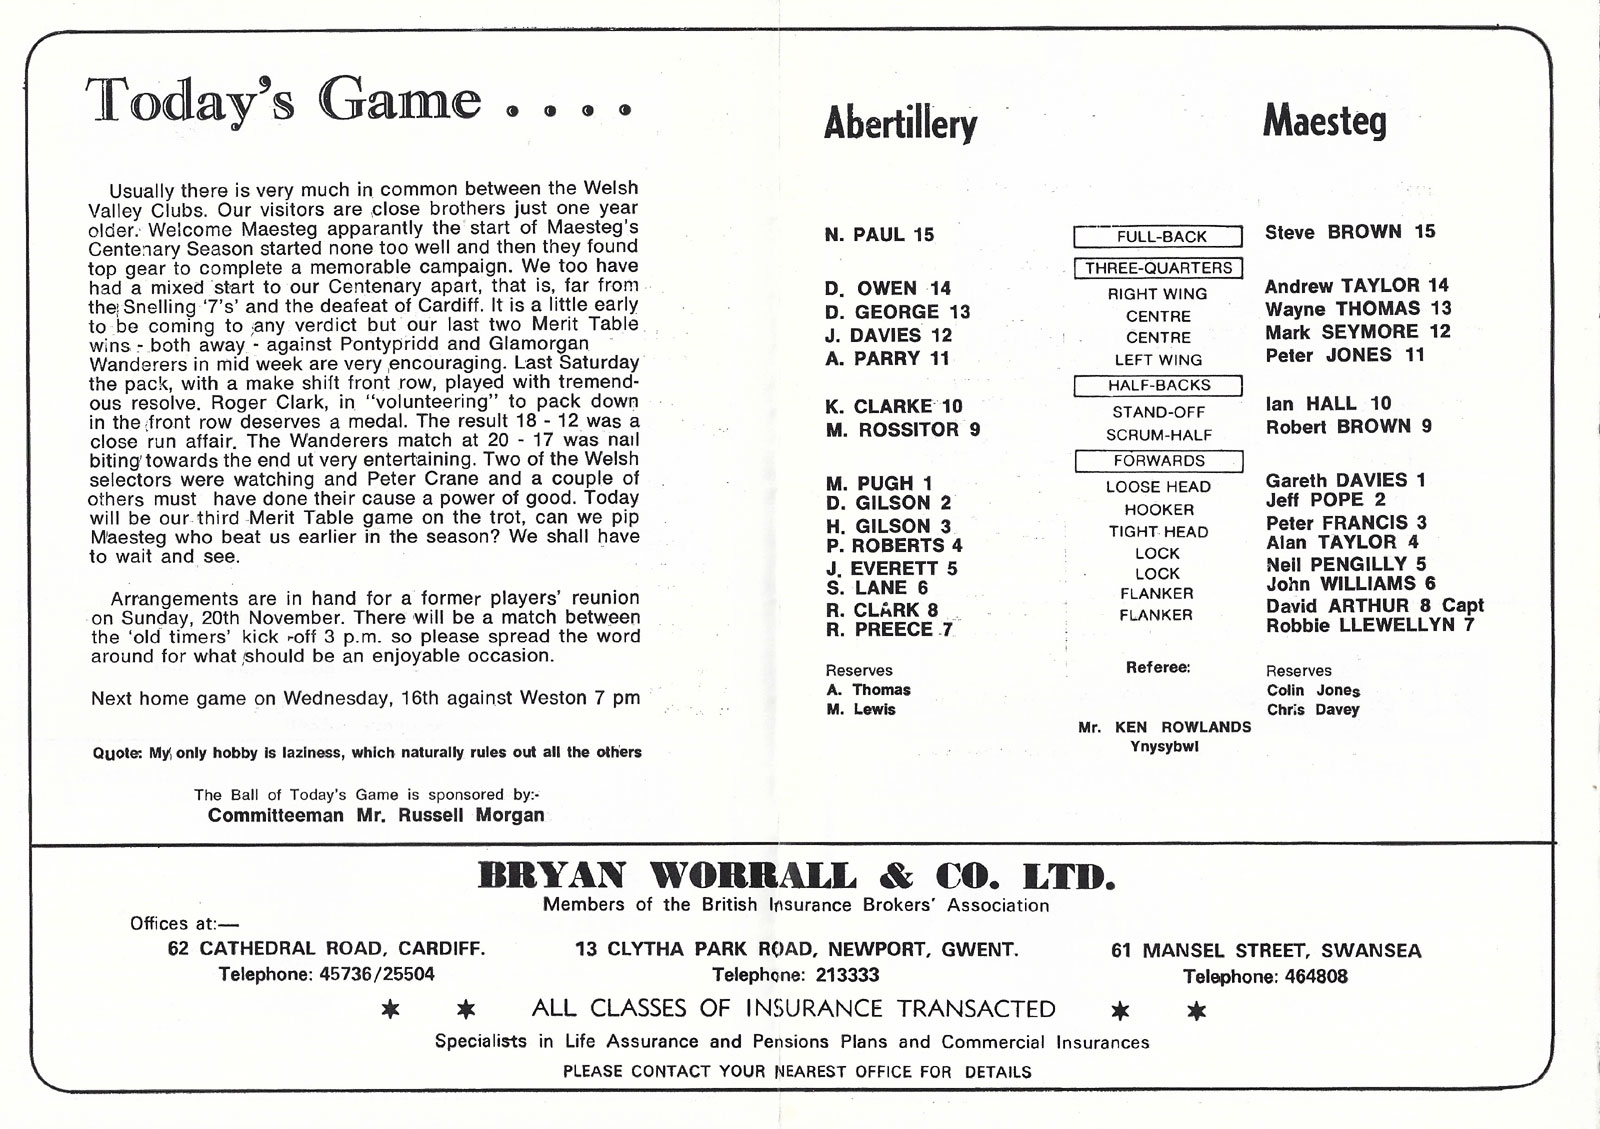 Today's Game . . . .
Usually there is very much in common between the Welsh
Valley Clubs. Our visitors are close brothers just one year
older. Welcome Maesteg apparantly the start of Maesteg's
Centenary Season started none too well and then they found
top gear to complete a memorable campaign. We too have
had a mixed start to our Centenary apart, that is, far from
the Snelling '7's' and the deafeat of Cardiff. It is a little early
to be coming to any verdict but our last two Merit Table
wins - both away - against Pontypridd and Glamorgan
Wanderers in mid week are very encouraging. Last Saturday
the pack, with a make shift front row, played with tremend-
ous resolve. Roger Clark, in "volunteering" to pack down
in the front row deserves a medal. The result 18 - 12 was a
close run affair. The Wanderers match at 20 - 17 was nail
biting towards the end ut very entertaining. Two of the Welsh
selectors were watching and Peter Crane and a couple of
others must have done their cause a power of good. Today
will be our third Merit Table game on the trot, can we pip
Maesteg who beat us earlier in the season? We shall have
to wait and see.
Arrangements are in hand for a former players' reunion
on Sunday, 20th November. There will be a match between
the 'old timers' kick -off 3 p.m. so please spread the word
around for what should be an enjoyable occasion.
Next home game on Wednesday, 16th against Weston 7 pm
Quote: My only hobby is laziness, which naturally rules out all the others
The Ball of Today's Game is sponsored by:-
Committeeman Mr. Russell Morgan
Abertillery
N. PAUL 15
D. OWEN 14
D. GEORGE 13
J. DAVIES 12
A. PARRY 11
K. CLARKE 10
M. ROSSITOR 9
M. PUGH 1
D. GILSON 2
H. GILSON 3
P. ROBERTS 4
J. EVERETT 5
S. LANE 6
R. CLARK 8
R. PREECE 7
Reserves
A. Thomas
M. Lewis
FULL-BACK
THREE-QUARTERS
RIGHT WING
CENTRE
CENTRE
LEFT WING
HALF-BACKS
STAND-OFF
SCRUM-HALF
FORWARDS
LOOSE HEAD
HOOKER
TIGHT HEAD
LOCK
LOCK
FLANKER
FLANKER
Referee:
Mr. KEN ROWLANDS
Ynysybwl
Maesteg
Steve BROWN 15
Andrew TAYLOR 14
Wayne THOMAS 13
Mark SEYMORE 12
Peter JONES 11
Ian HALL 10
Robert BROWN 9
Gareth DAVIES 1
Jeff POPE 2
Peter FRANCIS 3
Alan TAYLOR 4
Neil PENGILLY 5
John WILLIAMS 6
David ARTHUR 8 Capt
Robbie LLEWELLYN 7
Reserves
Colin Jones
Chris Davey
BRYAN WORRALL & CO. LTD.
Members of the British Insurance Brokers' Association
Offices at:—
62 CATHEDRAL ROAD, CARDIFF.
Telephone: 45736/25504
13 CLYTHA PARK ROAD, NEWPORT, GWENT.
Telephone: 213333
61 MANSEL STREET, SWANSEA
Telephone: 464808
★ ★ ALL CLASSES OF INSURANCE TRANSACTED ★ ★
Specialists in Life Assurance and Pensions Plans and Commercial Insurances
PLEASE CONTACT YOUR NEAREST OFFICE FOR DETAILS